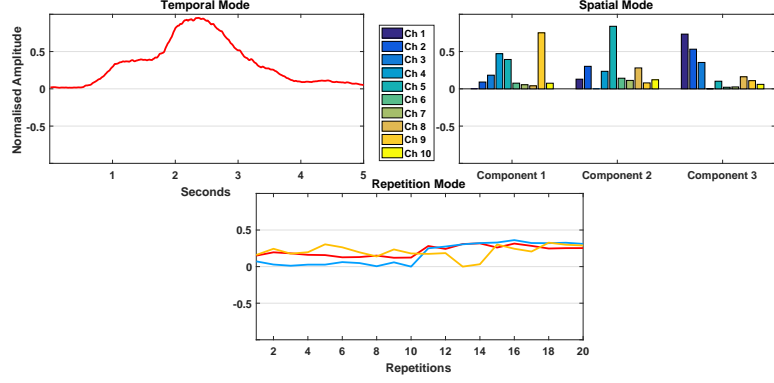 Temporal Mode
Normalised Amplitude
0.5
0
-0.5
1 2 3 4 5
Seconds
Ch 1
Ch 2
Ch 3
Ch 4
Ch 5
Ch 6
Ch 7
Ch 8
Ch 9
Ch 10
Spatial Mode
0.5
0
-0.5
Component 1 Component 2 Component 3
Repetition Mode
0.5
0
-0.5
2 4 6 8 10 12 14 16 18 20
Repetitions